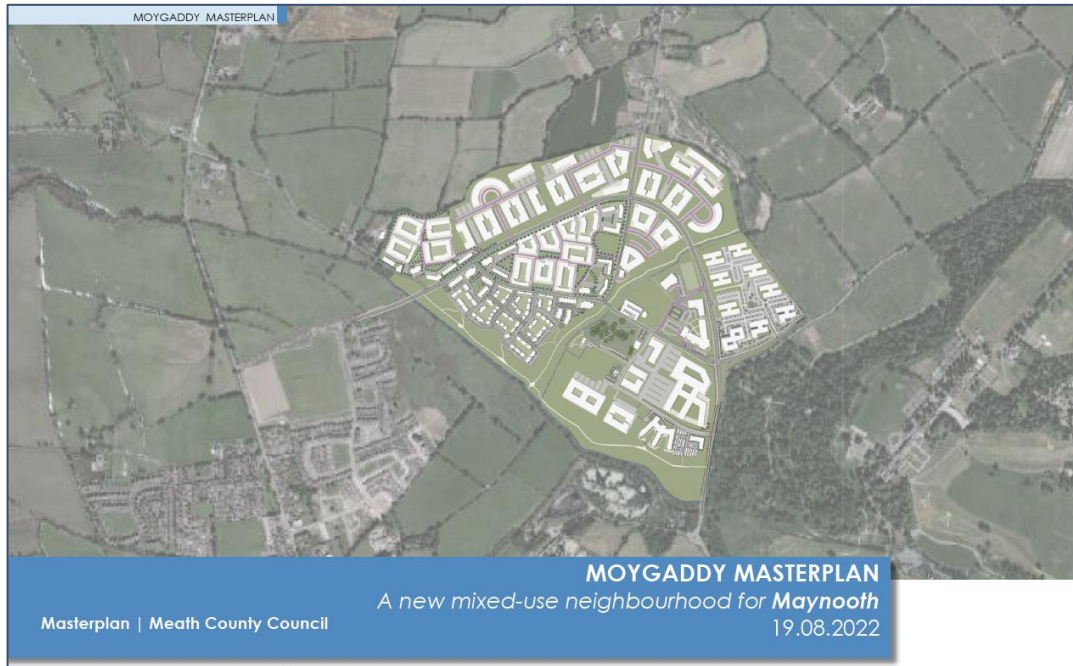 MOYGADDY MASTERPLAN
MOYGADDY MASTERPLAN
A new mixed-use neighbourhood for Maynooth
Masterplan | Meath County Council
19.08.2022